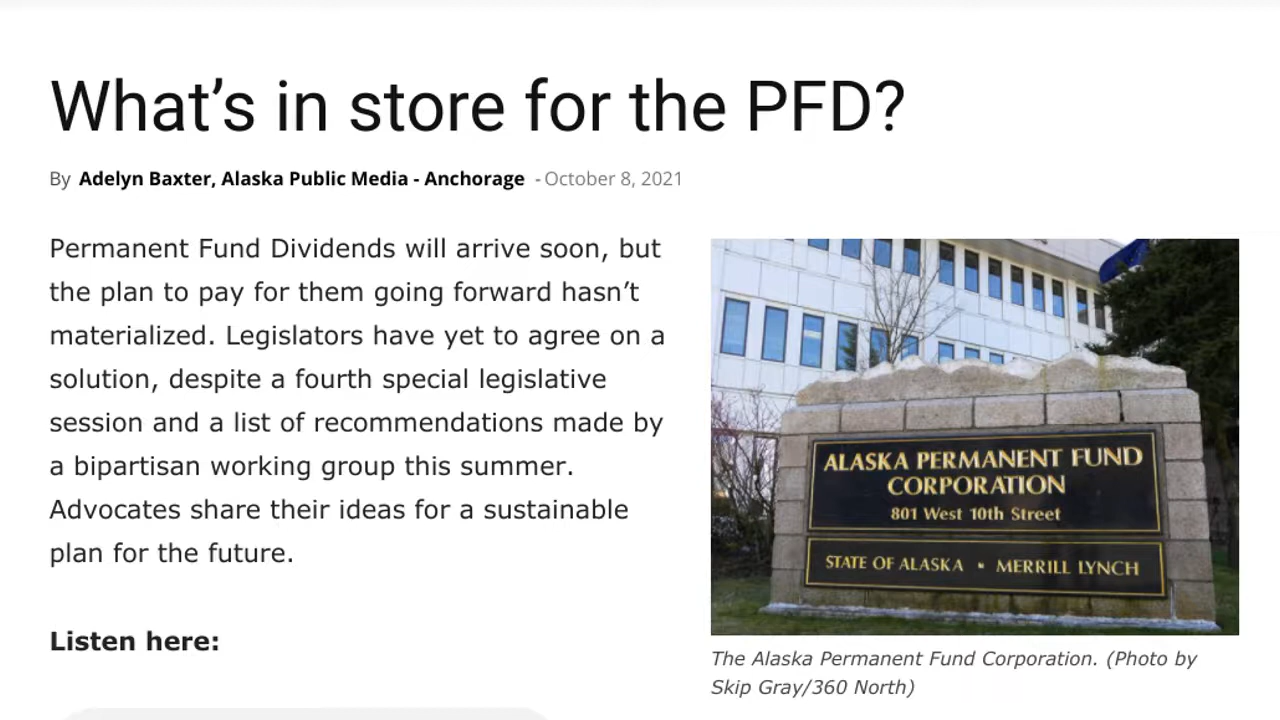 What’s in store for the PFD?
By Adelyn Baxter, Alaska Public Media - Anchorage - October 8, 2021
Permanent Fund Dividends will arrive soon, but
the plan to pay for them going forward hasn’t
materialized. Legislators have yet to agree on a
solution, despite a fourth special legislative
session and a list of recommendations made by
a bipartisan working group this summer.
Advocates share their ideas for a sustainable
plan for the future.
Listen here:
ALASKA PERMANENT FUND
CORPORATION
801 West 10th Street
STATE OF ALASKA • MERRILL LYNCH
The Alaska Permanent Fund Corporation. (Photo by
Skip Gray/360 North)